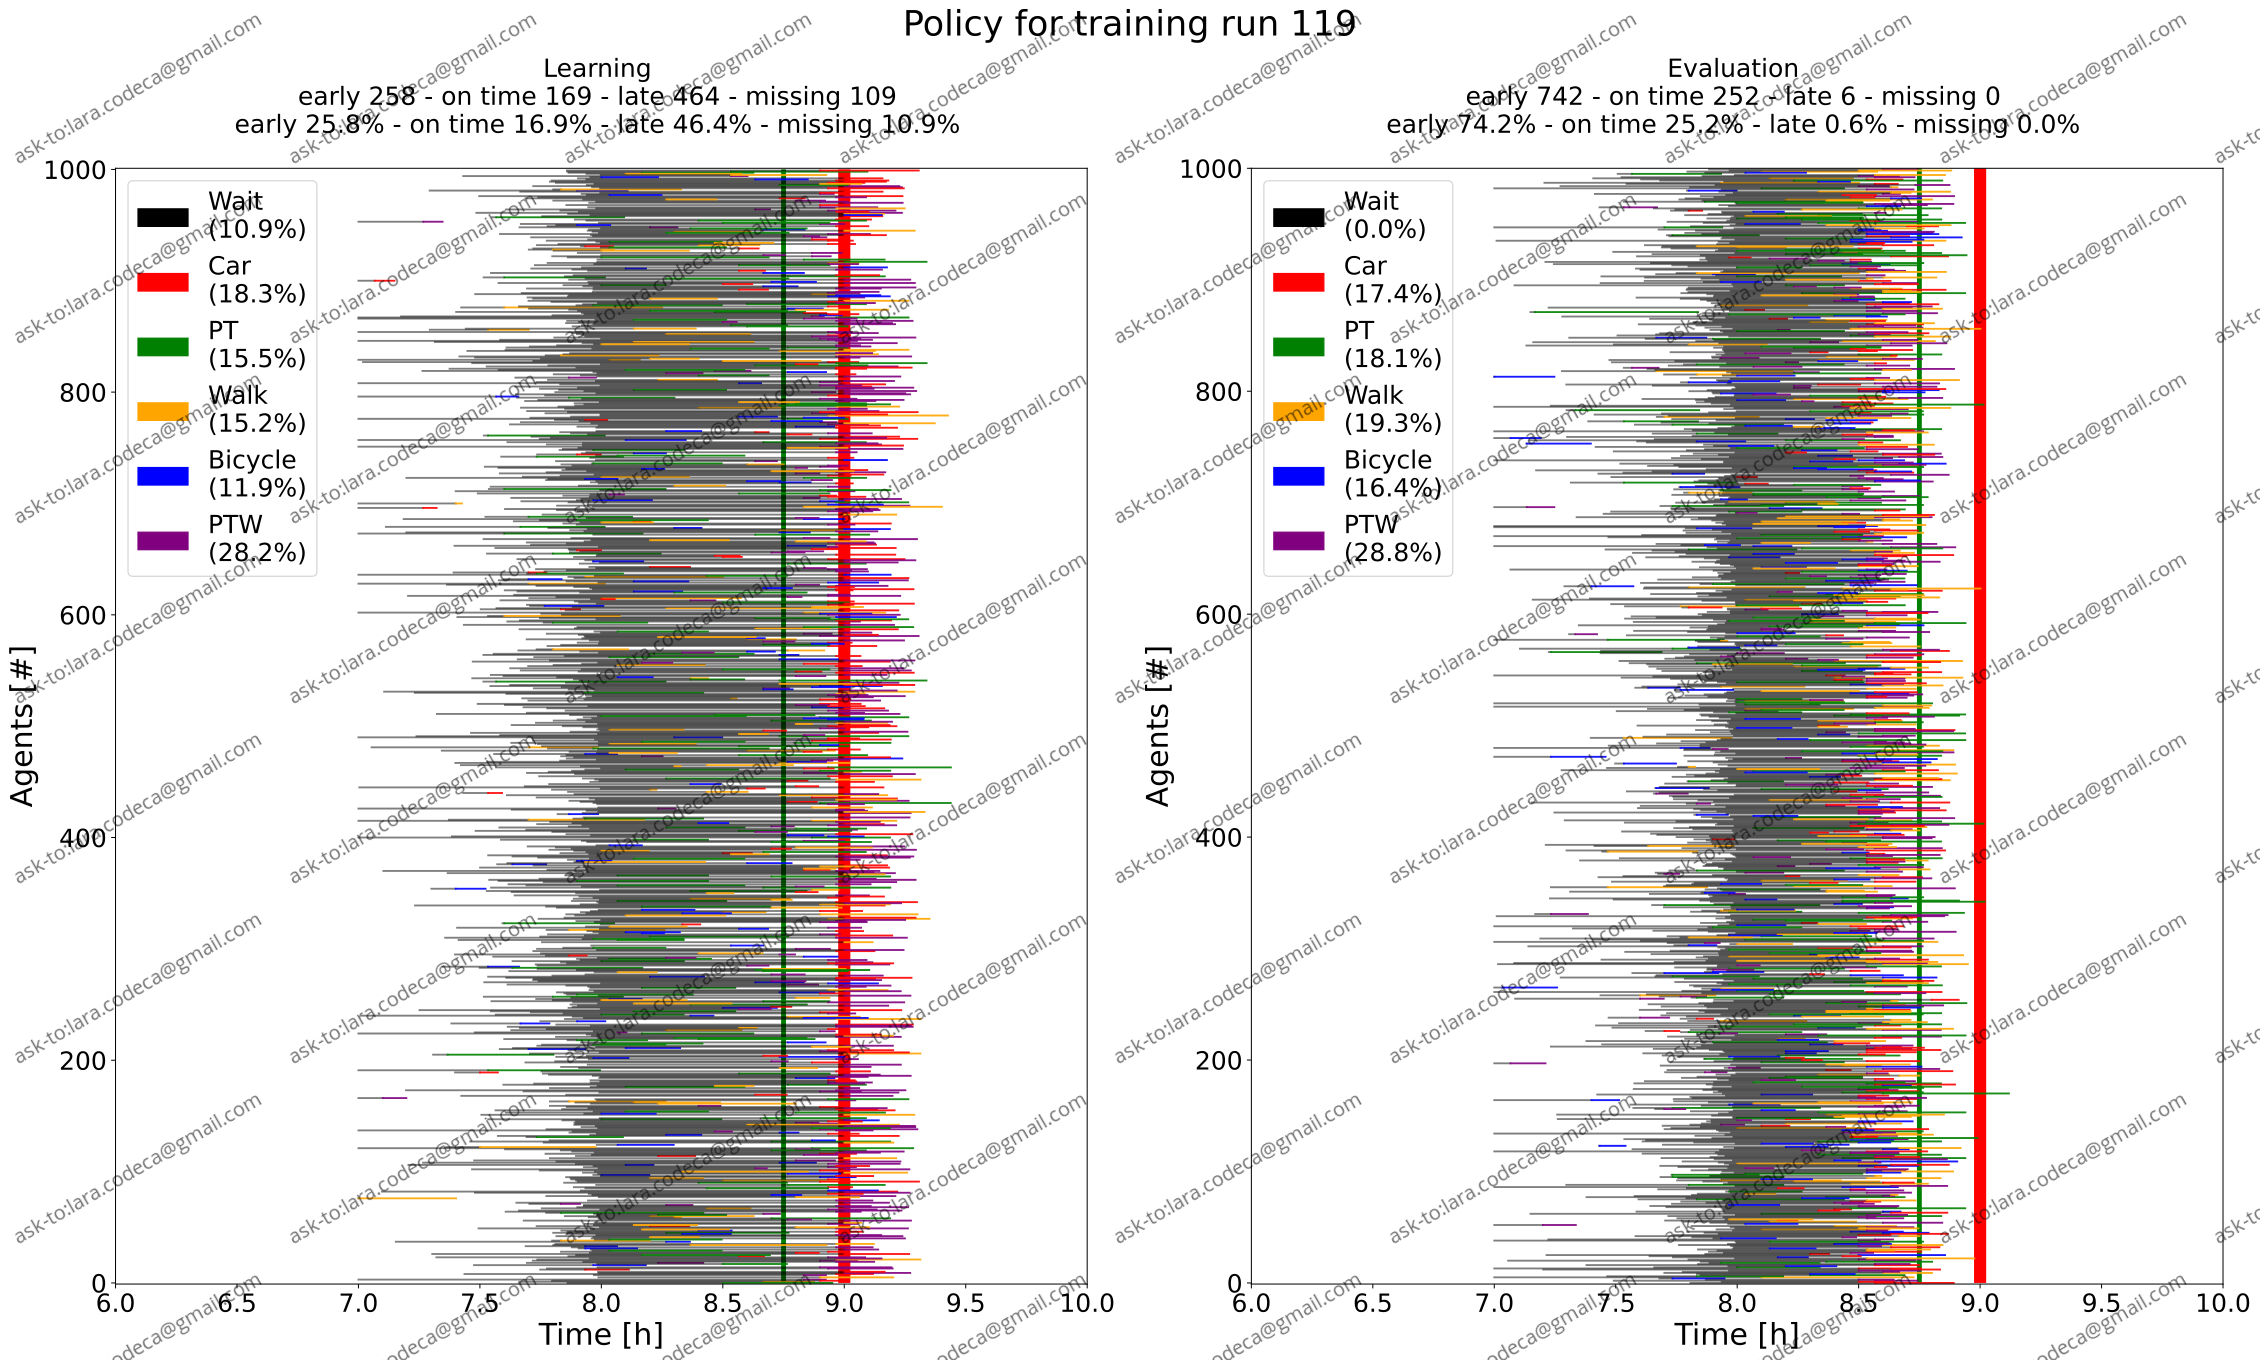 Policy for training run 119
Learning
early 258 - on time 169 - late 464 - missing 109
early 25.8% - on time 16.9% - late 46.4% - missing 10.9%
1000
800
600
400
200
0
Agents [#]
Wait
(10.9%)
Car
(18.3%)
PT
(15.5%)
Walk
(15.2%)
Bicycle
(11.9%)
PTW
(28.2%)
6.0 6.5 7.0 7.5 8.0 8.5 9.0 9.5 10.0
Time [h]
Evaluation
early 742 - on time 252 - late 6 - missing 0
early 74.2% - on time 25.2% - late 0.6% - missing 0.0%
1000
800
600
400
200
0
Agents [#]
Wait
(0.0%)
Car
(17.4%)
PT
(18.1%)
Walk
(19.3%)
Bicycle
(16.4%)
PTW
(28.8%)
6.0 6.5 7.0 7.5 8.0 8.5 9.0 9.5 10.0
Time [h]
ask-to:lara.codeca@gmail.com